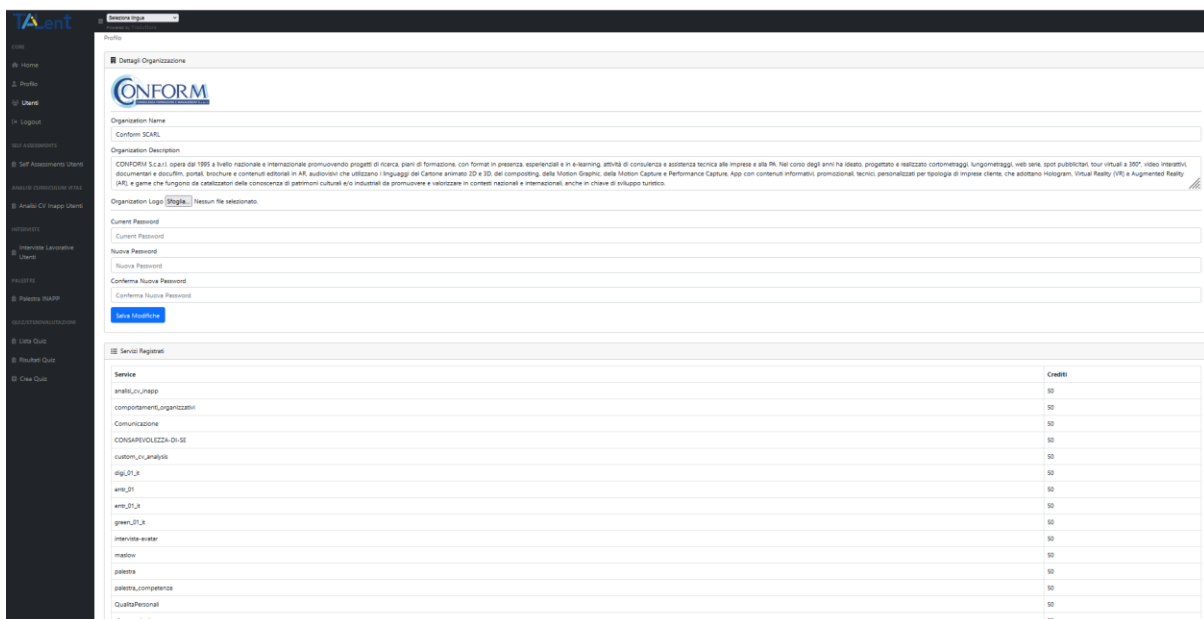 TALent
Seleziona lingua
Profilo
CORE
Home
Profilo
Utenti
Logout
SELF ASSESSMENTS
Self Assessments Utenti
Analisi CV Inapp Utenti
INTERVISTE
Interviste Lavorative
Utenti
PALESTRE
Palestra INAPP
Lista Quiz
Risultati Quiz
Crea Quiz
Dettagli Organizzazione
CONFORM
Organization Name
Conform SCARL
Organization Description
CONFORM S.c.a.r.l. opera dal 1995 a livello nazionale e internazionale promuovendo progetti di ricerca, piani di formazione, con format in presenza, esperienziali e in e-learning, attività di consulenza e assistenza tecnica alle imprese e alla PA. Nel corso degli anni ha ideato, progettato e realizzato cortometraggi, lungometraggi, web serie, spot pubblicitari, tour virtuali a 360°, video interattivi,
documentari e docufilm, portali, brochure e contenuti editoriali in AR, audiovisivi che utilizzano i linguaggi del Cartone animato 2D e 3D, del compositing, della Motion Graphic, della Motion Capture e Performance Capture, App con contenuti informativi, promozionali, tecnici, personalizzati per tipologia di imprese cliente, che adottano Hologram, Virtual Reality (VR) e Augmented Reality
(AR), e game che fungono da catalizzatori della conoscenza di patrimoni culturali e/o industriali da promuovere e valorizzare in contesti nazionali e internazionali, anche in chiave di sviluppo turistico.
Organization Logo Sfoglia... Nessun file selezionato.
Current Password
Current Password
Nuova Password
Nuova Password
Conferma Nuova Password
Conferma Nuova Password
Salva Modifiche
Servizi Registrati
Service Crediti
analisi_cv_inapp 50
comportamenti_organizzativi 50
Comunicazione 50
CONSAPEVOLEZZA-DI-SE 50
custom_cv_analysis 50
digi_01_it 50
entr_01 50
entr_01_it 50
green_01_it 50
intervista-avatar 50
maslow 50
palestra 50
palestra_competenze 50
QualitaPersonali 50